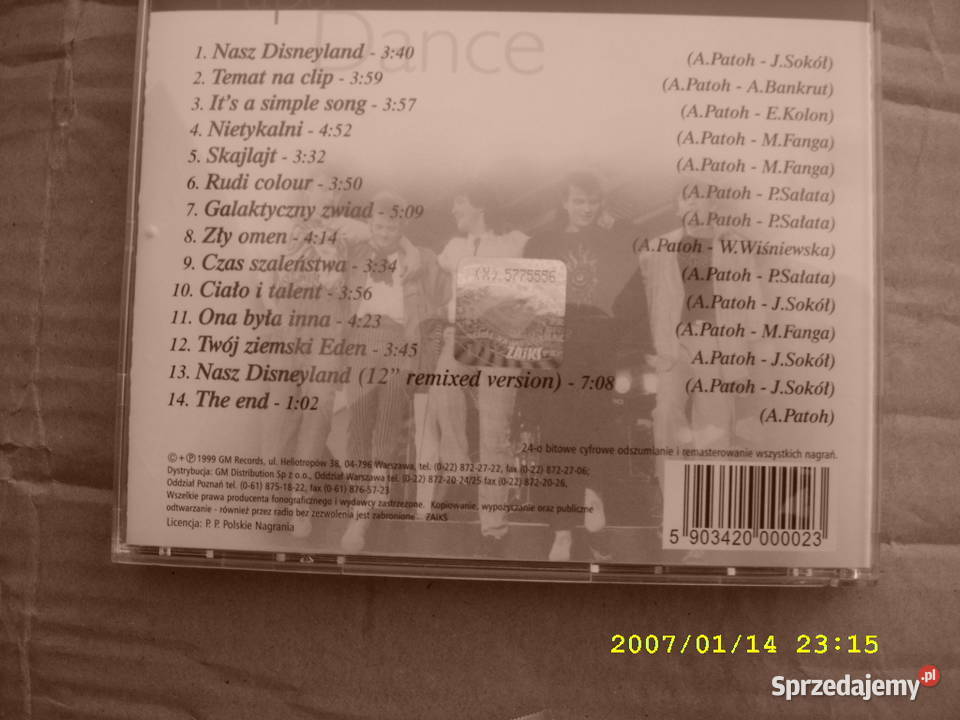 Dance
1. Nasz Disneyland - 3:40 (A.Patoh - J.Sokół)
2. Temat na clip - 3:59 (A.Patoh - A.Bankrut)
3. It's a simple song - 3:57 (A.Patoh - E.Kolon)
4. Nietykalni - 4:52 (A.Patoh - M.Fanga)
5. Skajlajt - 3:32 (A.Patoh - M.Fanga)
6. Rudi colour - 3:50 (A.Patoh - P.Sałata)
7. Galaktyczny zwiad - 5:09 (A.Patoh - P.Sałata)
8. Zły omen - 4:14 (A.Patoh - W.Wiśniewska)
9. Czas szaleństwa - 3:34 (A.Patoh - P.Sałata)
10. Ciało i talent - 3:56 (A.Patoh - J.Sokół)
11. Ona była inna - 4:23 (A.Patoh - M.Fanga)
12. Twój ziemski Eden - 3:45 A.Patoh - J.Sokół)
13. Nasz Disneyland (12" remixed version) - 7:08 (A.Patoh - J.Sokół)
14. The end - 1:02 (A.Patoh)
5775556
ZAiKS
24-o bitowe cyfrowe odszumianie i remasterowanie wszystkich nagrań.
©+℗ 1999 GM Records, ul. Heliotropów 38, 04-796 Warszawa, tel. (0-22) 872-27-22, fax (0-22) 872-27-06;
Dystrybucja: GM Distribution Sp z o.o., Oddział Warszawa tel. (0-22) 872-20-24/25 fax (0-22) 872-20-26,
Oddział Poznań tel. (0-61) 875-18-22, fax (0-61) 876-57-23
Wszelkie prawa producenta fonograficznego i wydawcy zastrzeżone. Kopiowanie, wypożyczanie oraz publiczne
odtwarzanie - również przez radio bez zezwolenia jest zabronione. ZAiKS
Licencja: P. P. Polskie Nagrania
5 903420 000023
2007/01/14 23:15
Sprzedajemy.pl